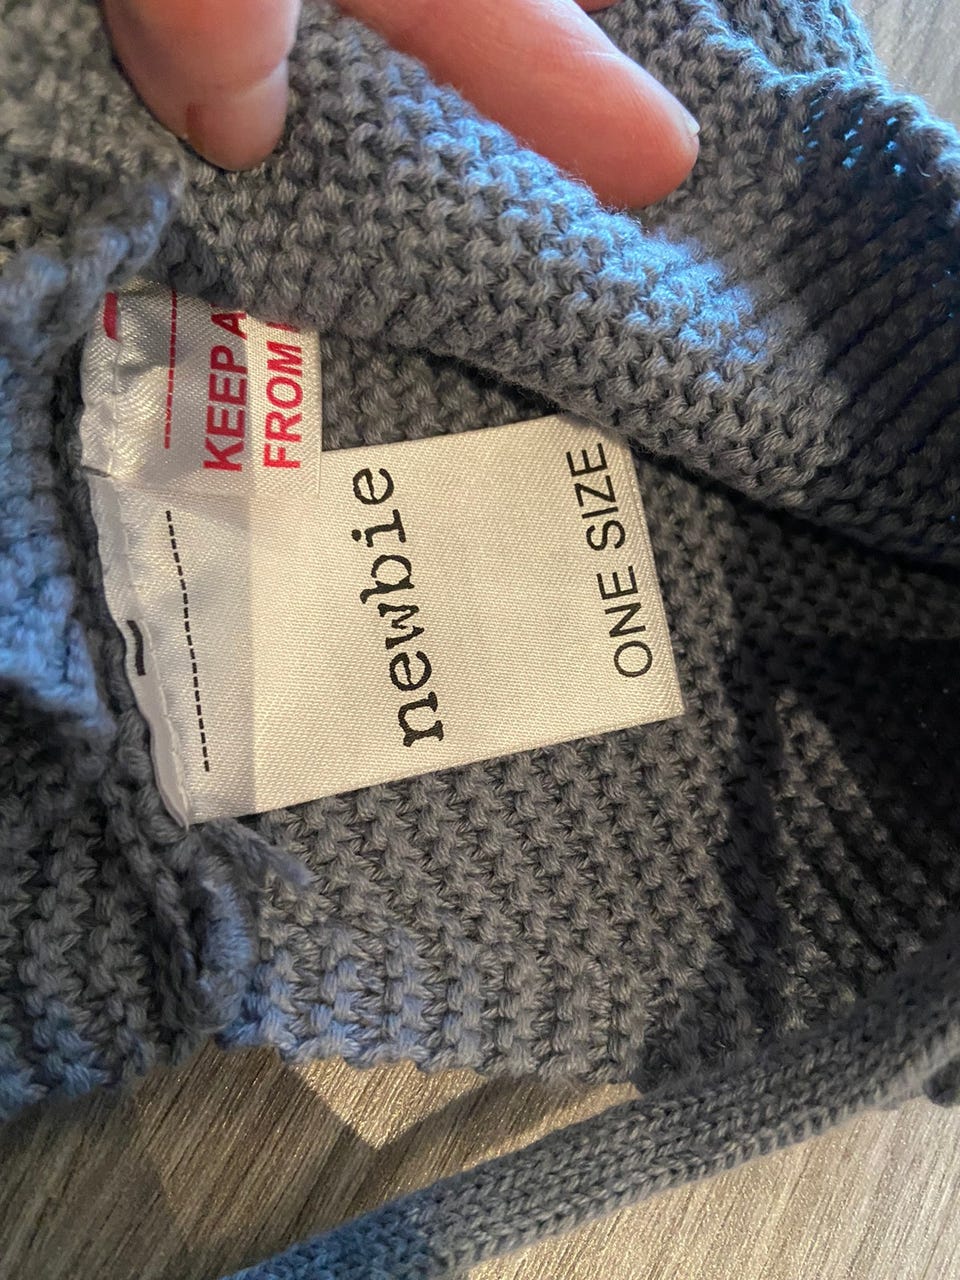 KEEP A
FROM
newbie
ONE SIZE